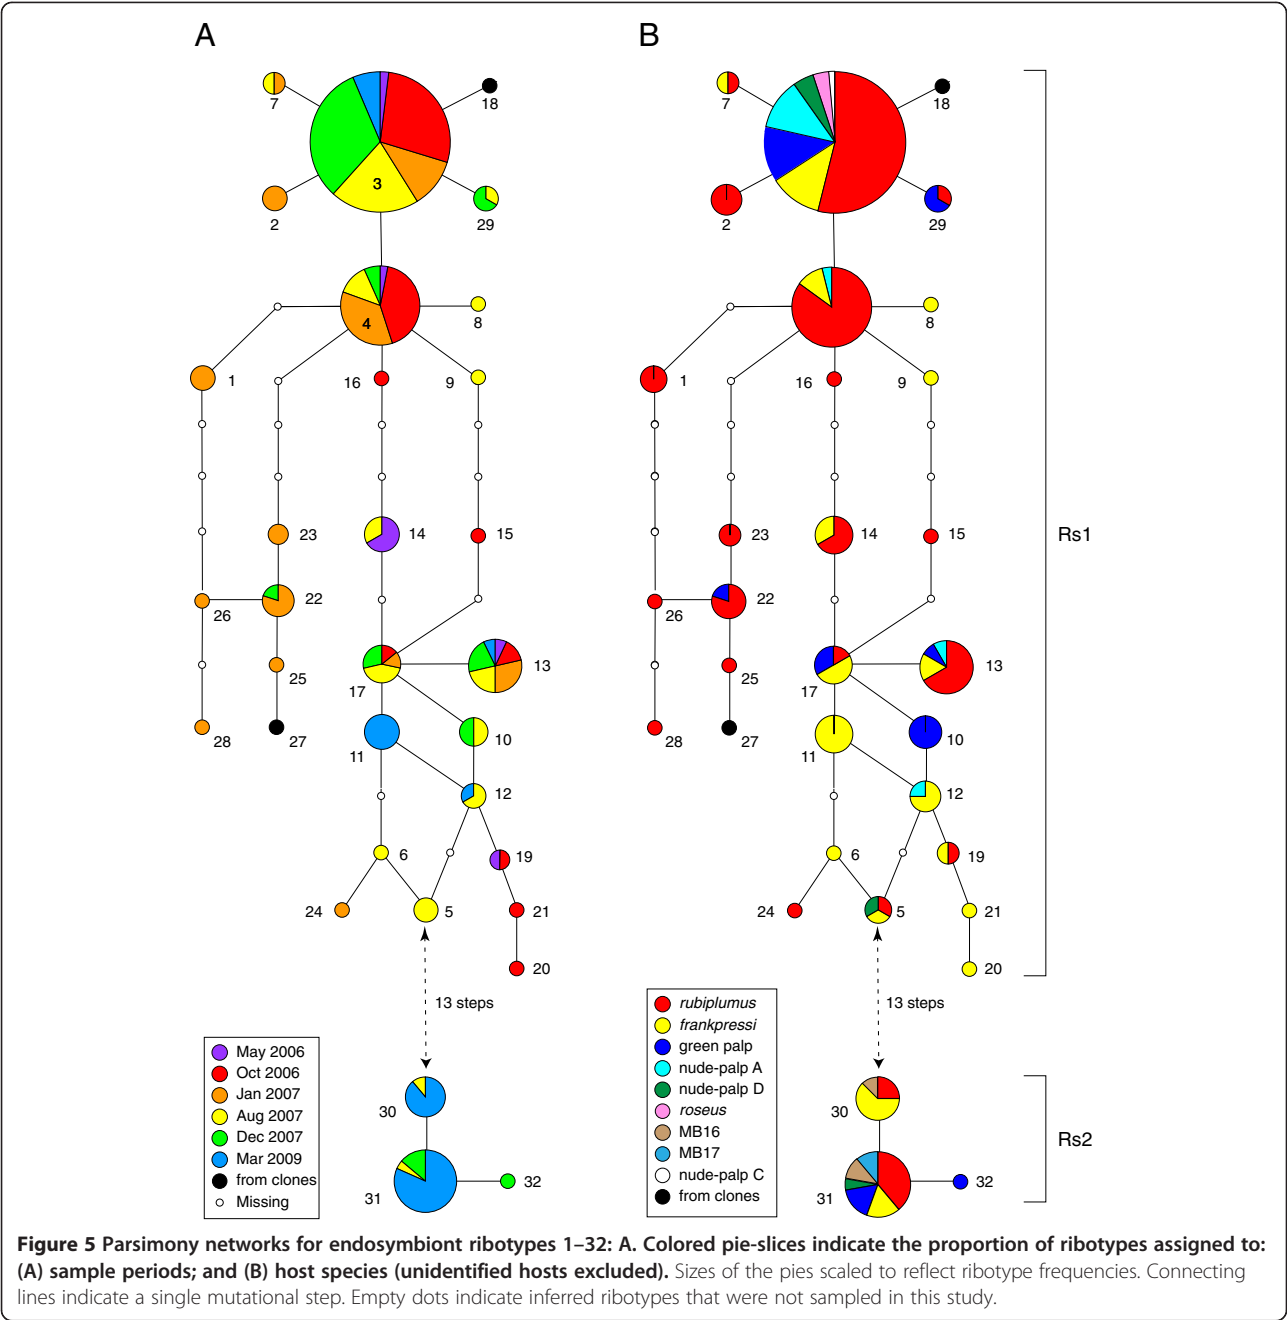 A
B
7
18
3
2
29
4
8
1
16
9
23
14
15
26
22
25
17
13
28
27
11
10
12
6
19
24
5
21
20
13 steps
30
31
32
May 2006
Oct 2006
Jan 2007
Aug 2007
Dec 2007
Mar 2009
from clones
Missing
7
18
2
29
8
1
16
9
23
14
15
26
22
25
17
13
28
27
11
10
12
6
19
24
5
21
20
13 steps
30
31
32
rubiplumus
frankpressi
green palp
nude-palp A
nude-palp D
roseus
MB16
MB17
nude-palp C
from clones
Rs1
Rs2
Figure 5 Parsimony networks for endosymbiont ribotypes 1–32: A. Colored pie-slices indicate the proportion of ribotypes assigned to:
(A) sample periods; and (B) host species (unidentified hosts excluded). Sizes of the pies scaled to reflect ribotype frequencies. Connecting
lines indicate a single mutational step. Empty dots indicate inferred ribotypes that were not sampled in this study.